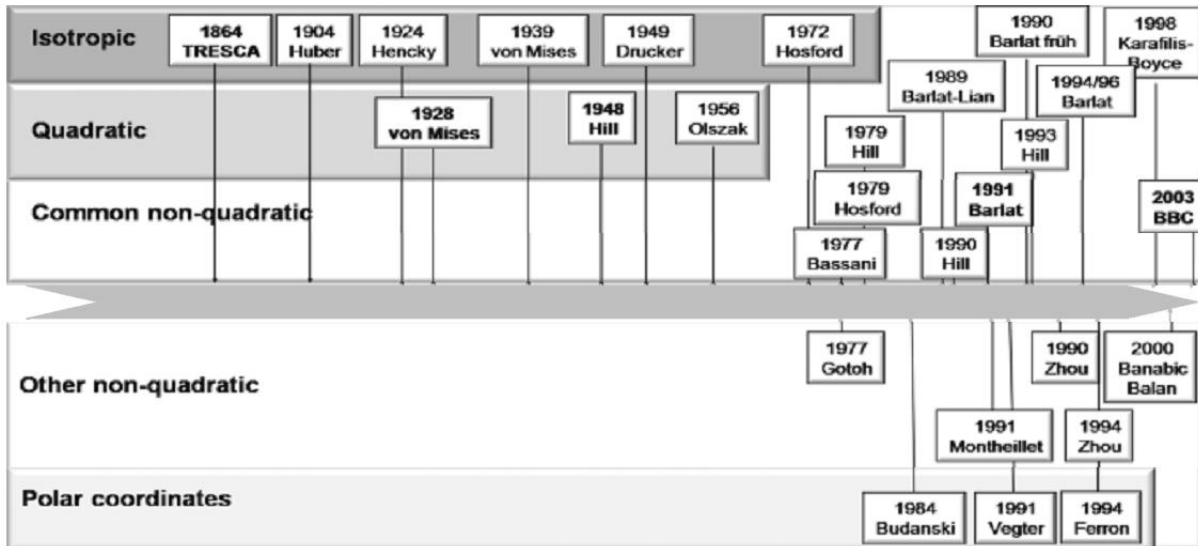 Isotropic
1864
TRESCA
1904
Huber
1924
Hencky
1939
von Mises
1949
Drucker
1972
Hosford
1990
Barlat früh
1998
Karafilis-
Boyce
1989
Barlat-Lian
1994/96
Barlat
Quadratic
1928
von Mises
1948
Hill
1956
Olszak
1979
Hill
1993
Hill
Common non-quadratic
1979
Hosford
1991
Barlat
2003
BBC
1977
Bassani
1990
Hill
Other non-quadratic
1977
Gotoh
1990
Zhou
2000
Banabic
Balan
1991
Montheillet
1994
Zhou
Polar coordinates
1984
Budanski
1991
Vegter
1994
Ferron